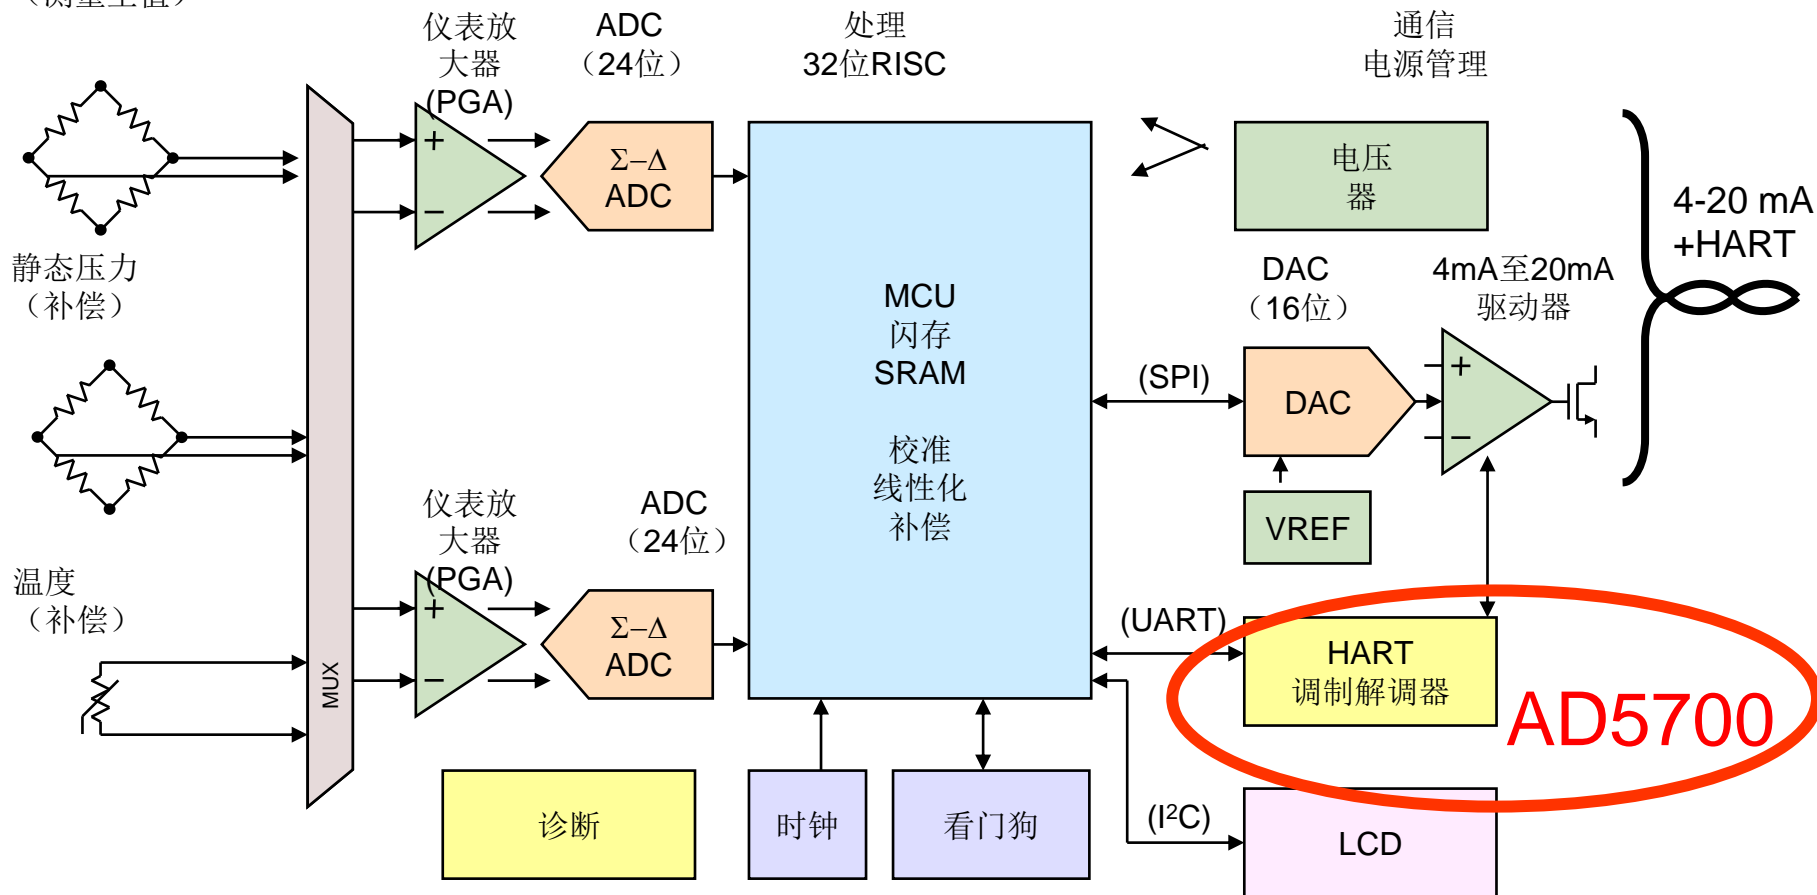 仪表放
大器
(PGA)
ADC
（24位）
处理
32位RISC
通信
电源管理
静态压力
（补偿）
温度
（补偿）
MUX
+
−
Σ–Δ
ADC
仪表放
大器
(PGA)
ADC
（24位）
+
−
Σ–Δ
ADC
MCU
闪存
SRAM
校准
线性化
补偿
诊断
时钟
看门狗
电压
器
4-20 mA
+HART
DAC
（16位）
4mA至20mA
驱动器
(SPI)
DAC
+
−
VREF
(UART)
HART
调制解调器
AD5700
(I²C)
LCD